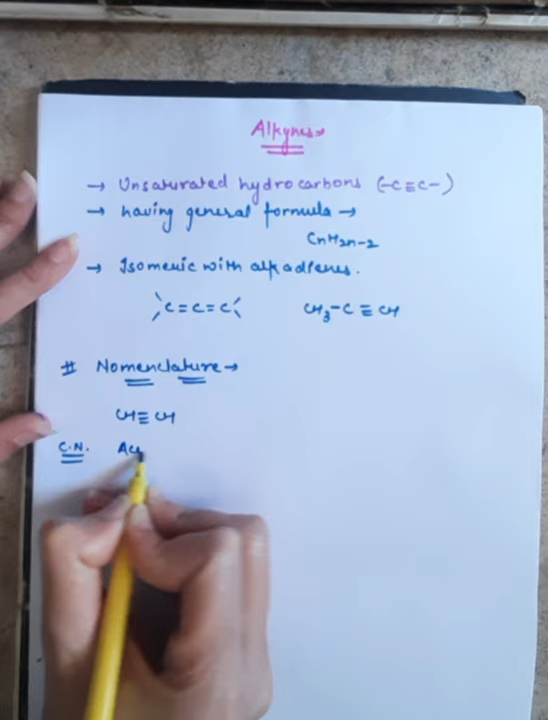 Alkynes
→ Unsaturated hydrocarbons (-C≡C-)
→ having general formula →
CnH2n-2
→ Isomeric with alkadienes.
C=C=C CH3-C≡CH
# Nomenclature →
CH≡CH
C.N. Ac